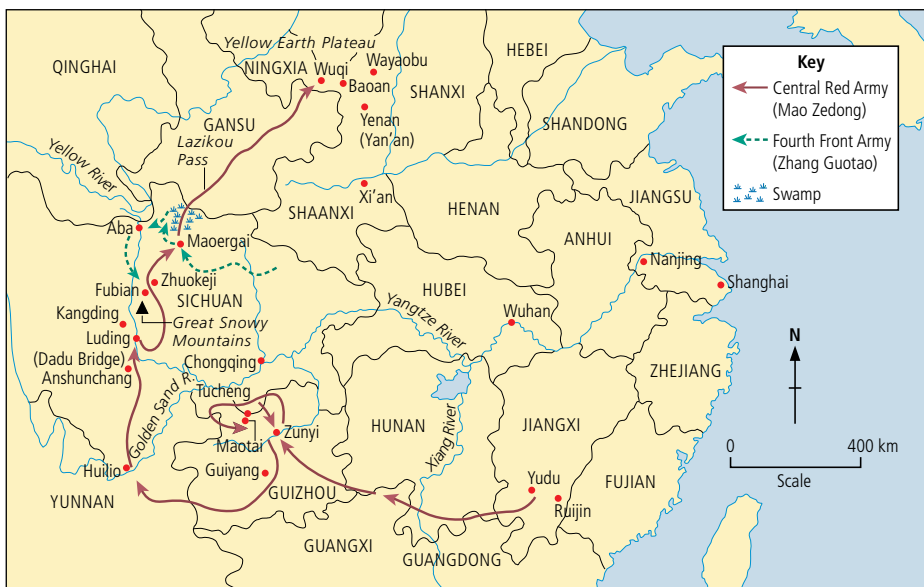 QINGHAI
Yellow Earth Plateau
NINGXIA
Wuqi
Wayaobu
Baoan
HEBEI
SHANXI
Yenan
(Yan'an)
GANSU
Lazikou
Pass
SHANDONG
Yellow River
Xi'an
SHAANXI
HENAN
JIANGSU
Aba
Maoergai
ANHUI
Nanjing
Shanghai
Zhuokeji
Fubian
SICHUAN
HUBEI
Kangding
Great Snowy
Mountains
Yangtze River
Wuhan
Luding
(Dadu Bridge)
Anshunchang
Chongqing
ZHEJIANG
Tucheng
Golden Sand R.
Maotai
Zunyi
HUNAN
Xiang River
JIANGXI
Huilio
Guiyang
GUIZHOU
Yudu
Ruijin
FUJIAN
YUNNAN
GUANGXI
GUANGDONG
Key
Central Red Army
(Mao Zedong)
Fourth Front Army
(Zhang Guotao)
Swamp
N
0
400 km
Scale